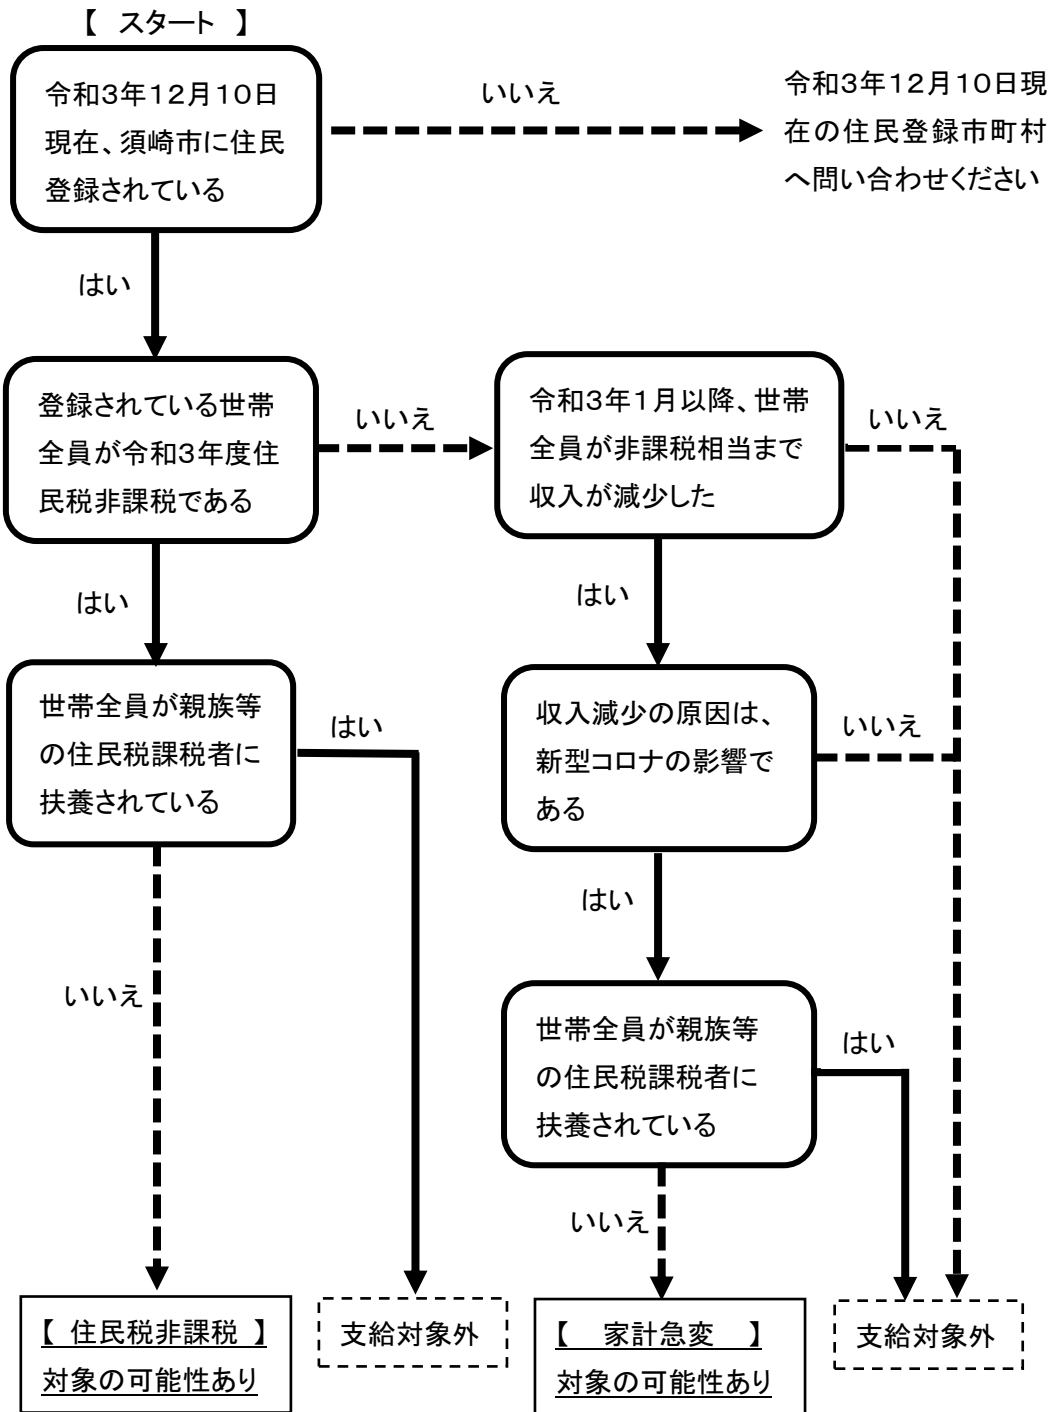 【 スタート 】
令和3年12月10日
現在、須崎市に住民
登録されている
いいえ
令和3年12月10日現
在の住民登録市町村
へ問い合わせください
はい
登録されている世帯
全員が令和3年度住
民税非課税である
いいえ
令和3年1月以降、世帯
全員が非課税相当まで
収入が減少した
いいえ
はい
はい
世帯全員が親族等
の住民税課税者に
扶養されている
はい
収入減少の原因は、
新型コロナの影響で
ある
いいえ
はい
いいえ
世帯全員が親族等
の住民税課税者に
扶養されている
はい
いいえ
【 住民税非課税 】
対象の可能性あり
支給対象外
【 家計急変 】
対象の可能性あり
支給対象外